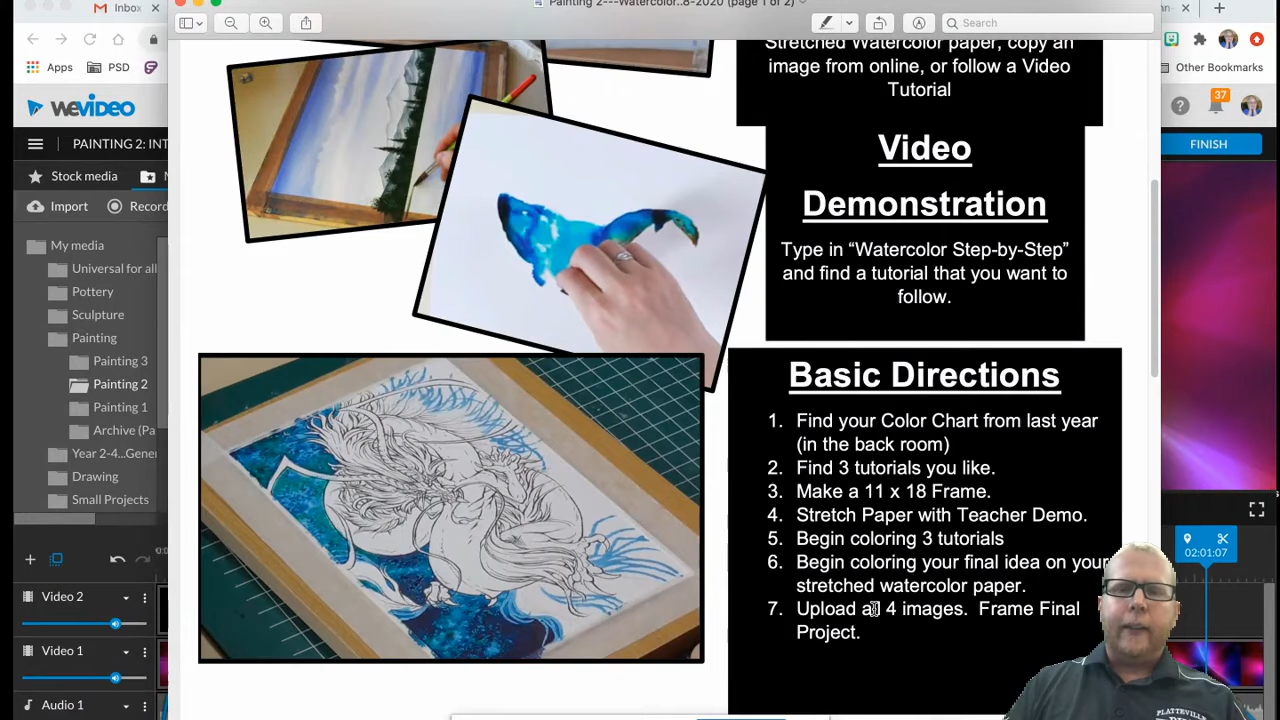 Inbox
Painting 2---Watercolor..8-2020 (page 1 of 2)
Search
Apps
PSD
Other Bookmarks
WEVIDEO
37
PAINTING 2: INT
FINISH
Stock media
Import
Record
My media
Universal for all
Pottery
Sculpture
Painting
Painting 3
Painting 2
Painting 1
Archive (Pa
Year 2-4...Gener
Drawing
Small Projects
Video 2
Video 1
Audio 1
02:01:07
Stretched Watercolor paper, copy an
image from online, or follow a Video
Tutorial
Video
Demonstration
Type in “Watercolor Step-by-Step”
and find a tutorial that you want to
follow.
Basic Directions
1. Find your Color Chart from last year
(in the back room)
2. Find 3 tutorials you like.
3. Make a 11 x 18 Frame.
4. Stretch Paper with Teacher Demo.
5. Begin coloring 3 tutorials
6. Begin coloring your final idea on your
stretched watercolor paper.
7. Upload all 4 images. Frame Final
Project.
PLATTEVILLE